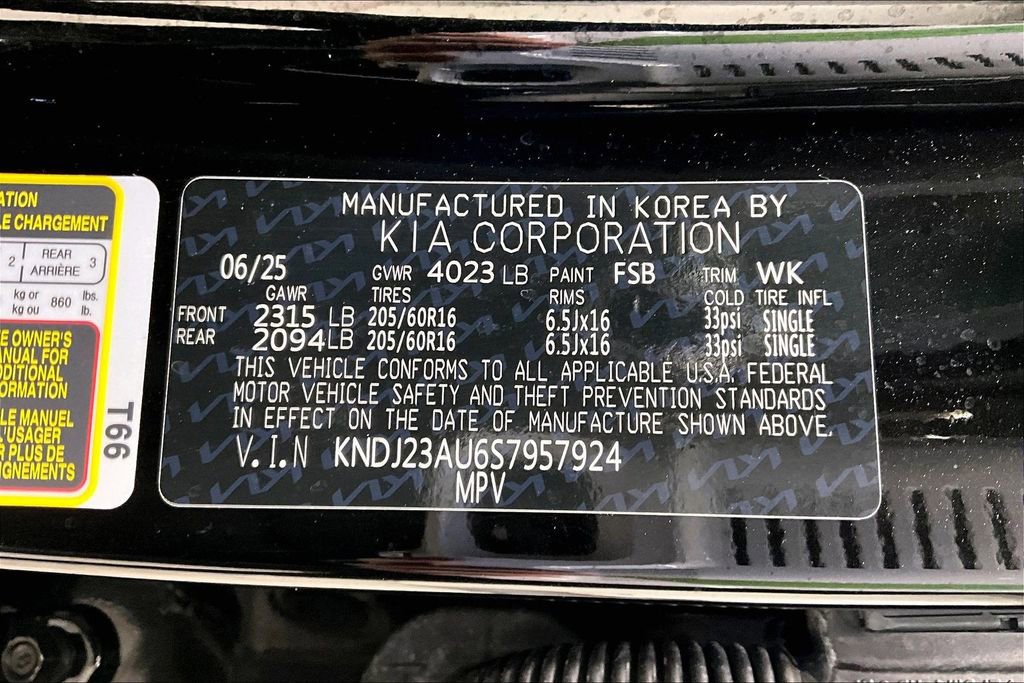 ATION
LE CHARGEMENT
2 REAR ARRIÈRE 3
kg or kg ou 860 lbs. lb.
E OWNER'S
ANUAL FOR
DDITIONAL
FORMATION
LE MANUEL
L'USAGER
R PLUS DE
IGNEMENTS
T66
MANUFACTURED IN KOREA BY
KIA CORPORATION
06/25 GVWR 4023 LB PAINT FSB TRIM WK
GAWR TIRES RIMS COLD TIRE INFL
FRONT 2315 LB 205/60R16 6.5Jx16 33psi SINGLE
REAR 2094 LB 205/60R16 6.5Jx16 33psi SINGLE
THIS VEHICLE CONFORMS TO ALL APPLICABLE U.S.A. FEDERAL
MOTOR VEHICLE SAFETY AND THEFT PREVENTION STANDARDS
IN EFFECT ON THE DATE OF MANUFACTURE SHOWN ABOVE.
V.I.N KNDJ23AU6S7957924
MPV